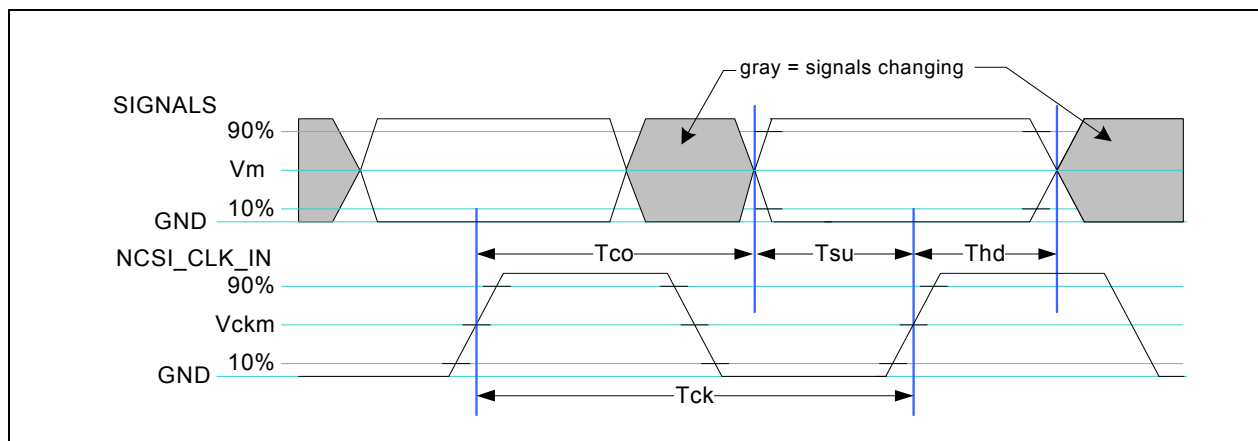 gray = signals changing
SIGNALS
90%
Vm
10%
GND
Tco
Tsu
Thd
NCSI_CLK_IN
90%
Vckm
10%
GND
Tck